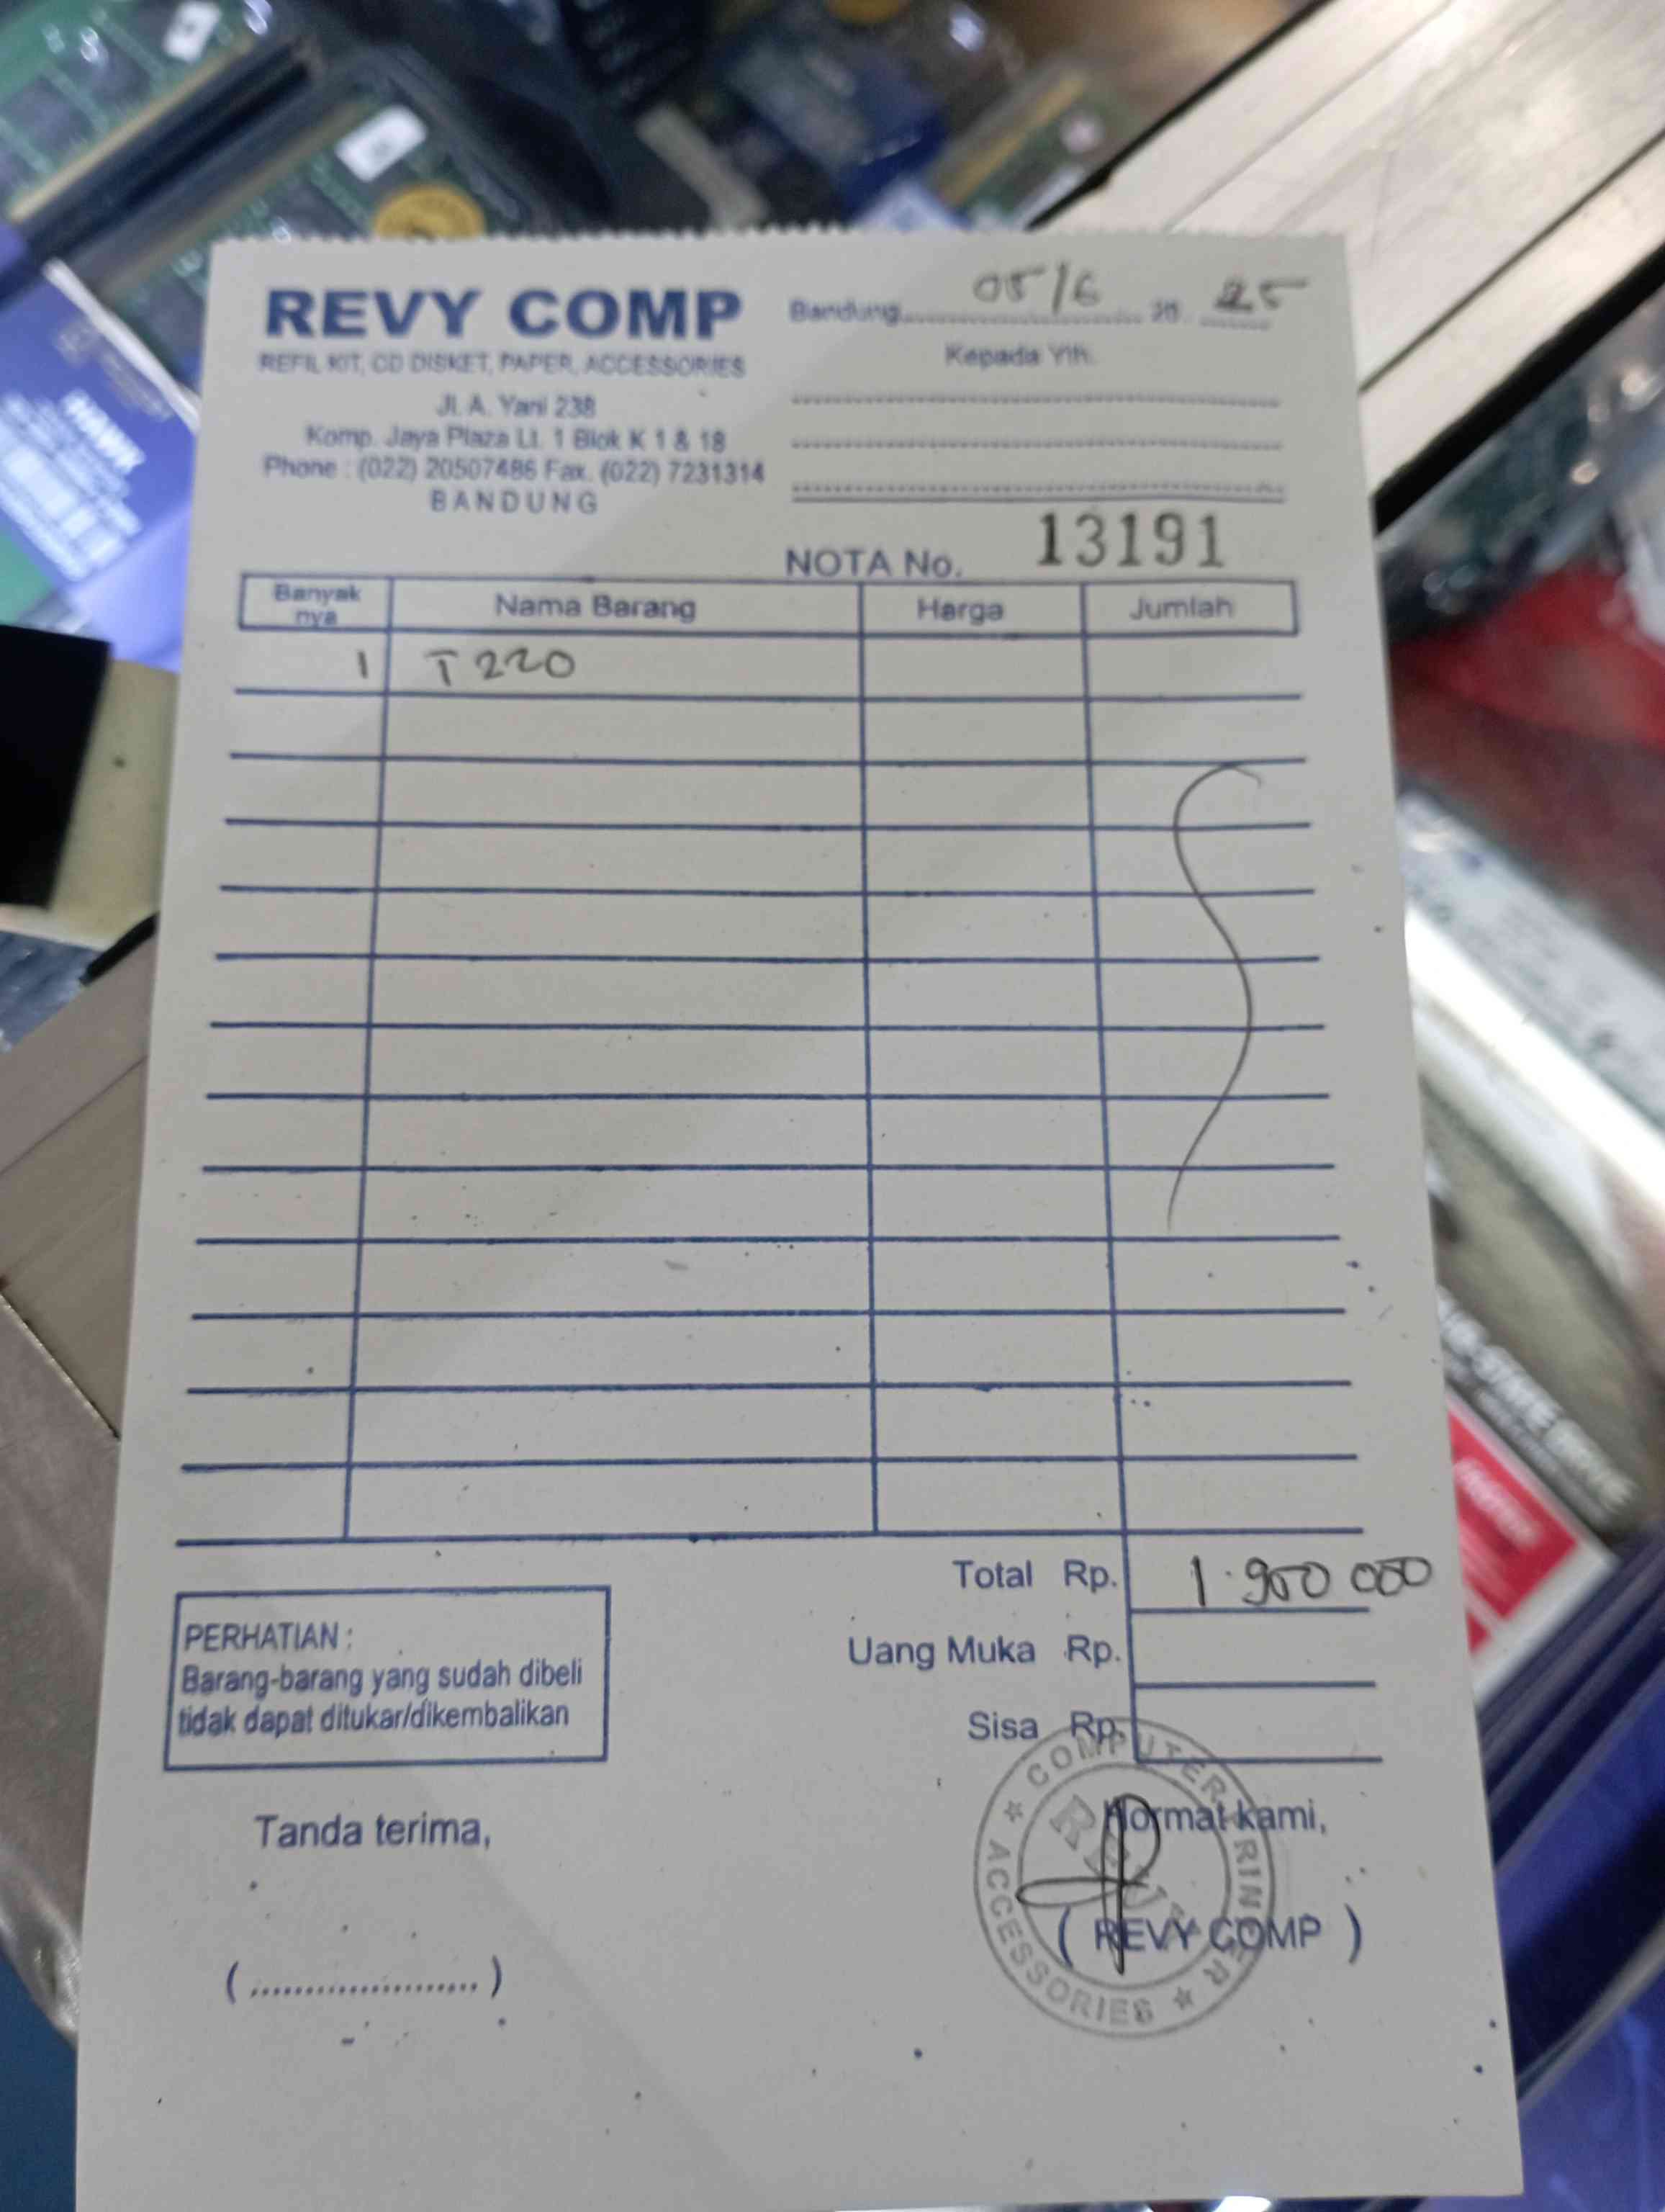 REVY COMP
REFIL KIT, CD DISKET, PAPER, ACCESSORIES
Jl. A. Yani 238
Komp. Jaya Plaza Lt. 1 Blok K 1 & 18
Phone : (022) 20507486 Fax. (022) 7231314
BANDUNG
Bandung 05/6 20 25
Kepada Yth.
NOTA No. 13191
Banyak nya Nama Barang Harga Jumlah
1 T220
Total Rp. 1.900 000
Uang Muka Rp.
Sisa Rp.
PERHATIAN :
Barang-barang yang sudah dibeli
tidak dapat ditukar/dikembalikan
Tanda terima,
Hormat kami,
(....................)
( REVY COMP )
COMPUTER PRINTER
ACCESSORIES